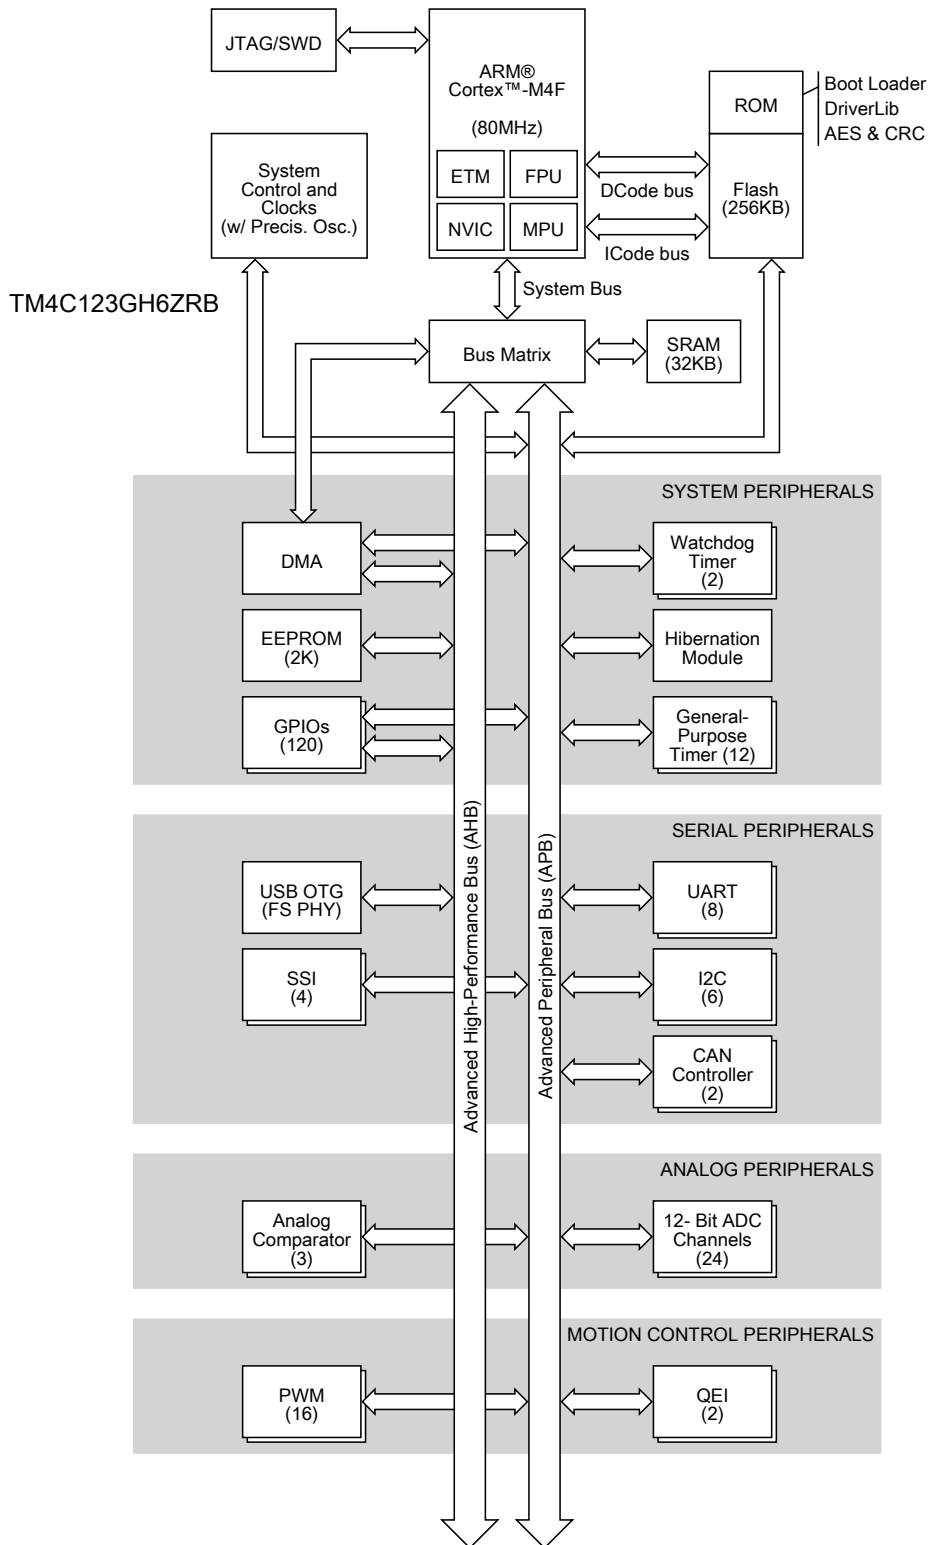 JTAG/SWD
ARM®
Cortex™-M4F
(80MHz)
ETM
FPU
NVIC
MPU
ROM
Boot Loader
DriverLib
AES & CRC
Flash
(256KB)
DCode bus
ICode bus
System
Control and
Clocks
(w/ Precis. Osc.)
TM4C123GH6ZRB
System Bus
Bus Matrix
SRAM
(32KB)
SYSTEM PERIPHERALS
DMA
Watchdog
Timer
(2)
EEPROM
(2K)
Hibernation
Module
GPIOs
(120)
General-
Purpose
Timer (12)
Advanced High-Performance Bus (AHB)
Advanced Peripheral Bus (APB)
SERIAL PERIPHERALS
USB OTG
(FS PHY)
UART
(8)
SSI
(4)
I2C
(6)
CAN
Controller
(2)
ANALOG PERIPHERALS
Analog
Comparator
(3)
12- Bit ADC
Channels
(24)
MOTION CONTROL PERIPHERALS
PWM
(16)
QEI
(2)